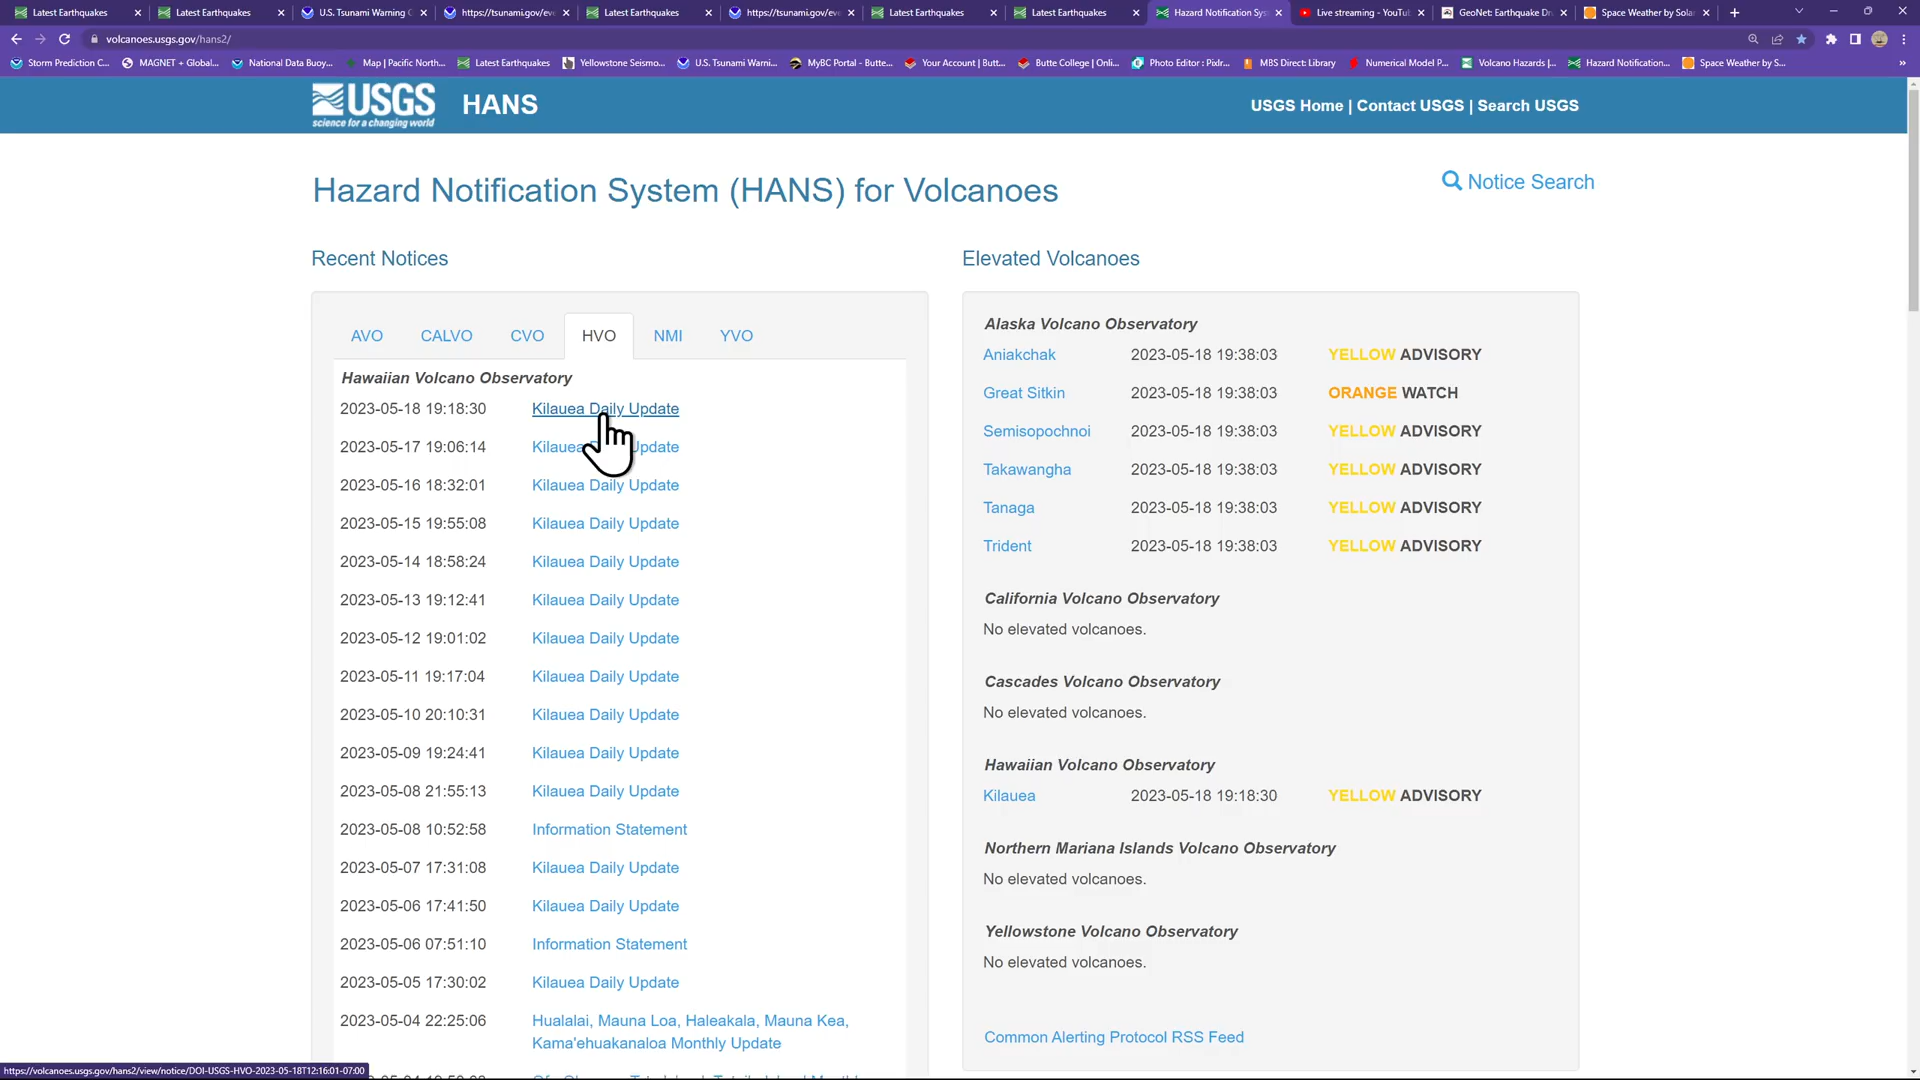 Latest Earthquakes
Latest Earthquakes
U.S. Tsunami Warning C
https://tsunami.gov/eve
Latest Earthquakes
https://tsunami.gov/eve
Latest Earthquakes
Latest Earthquakes
Hazard Notification Sys
Live streaming - YouTu
GeoNet: Earthquake Dr
Space Weather by Sola
volcanoes.usgs.gov/hans2/
Storm Prediction C...
MAGNET + Global...
National Data Buoy...
Map | Pacific North...
Latest Earthquakes
Yellowstone Seismo...
U.S. Tsunami Warni...
MyBC Portal - Butte...
Your Account | Butt...
Butte College | Onli...
Photo Editor : Pixlr...
MBS Direct: Library
Numerical Model P...
Volcano Hazards |...
Hazard Notification...
Space Weather by S...
USGS
science for a changing world
HANS
USGS Home | Contact USGS | Search USGS
Hazard Notification System (HANS) for Volcanoes
Notice Search
Recent Notices
AVO CALVO CVO HVO NMI YVO
Hawaiian Volcano Observatory
2023-05-18 19:18:30 Kilauea Daily Update
2023-05-17 19:06:14 Kilauea Update
2023-05-16 18:32:01 Kilauea Daily Update
2023-05-15 19:55:08 Kilauea Daily Update
2023-05-14 18:58:24 Kilauea Daily Update
2023-05-13 19:12:41 Kilauea Daily Update
2023-05-12 19:01:02 Kilauea Daily Update
2023-05-11 19:17:04 Kilauea Daily Update
2023-05-10 20:10:31 Kilauea Daily Update
2023-05-09 19:24:41 Kilauea Daily Update
2023-05-08 21:55:13 Kilauea Daily Update
2023-05-08 10:52:58 Information Statement
2023-05-07 17:31:08 Kilauea Daily Update
2023-05-06 17:41:50 Kilauea Daily Update
2023-05-06 07:51:10 Information Statement
2023-05-05 17:30:02 Kilauea Daily Update
2023-05-04 22:25:06 Hualalai, Mauna Loa, Haleakala, Mauna Kea,
Kama'ehuakanaloa Monthly Update
Elevated Volcanoes
Alaska Volcano Observatory
Aniakchak 2023-05-18 19:38:03 YELLOW ADVISORY
Great Sitkin 2023-05-18 19:38:03 ORANGE WATCH
Semisopochnoi 2023-05-18 19:38:03 YELLOW ADVISORY
Takawangha 2023-05-18 19:38:03 YELLOW ADVISORY
Tanaga 2023-05-18 19:38:03 YELLOW ADVISORY
Trident 2023-05-18 19:38:03 YELLOW ADVISORY
California Volcano Observatory
No elevated volcanoes.
Cascades Volcano Observatory
No elevated volcanoes.
Hawaiian Volcano Observatory
Kilauea 2023-05-18 19:18:30 YELLOW ADVISORY
Northern Mariana Islands Volcano Observatory
No elevated volcanoes.
Yellowstone Volcano Observatory
No elevated volcanoes.
Common Alerting Protocol RSS Feed
https://volcanoes.usgs.gov/hans2/view/notice/DOI-USGS-HVO-2023-05-18T12:16:01-07:00